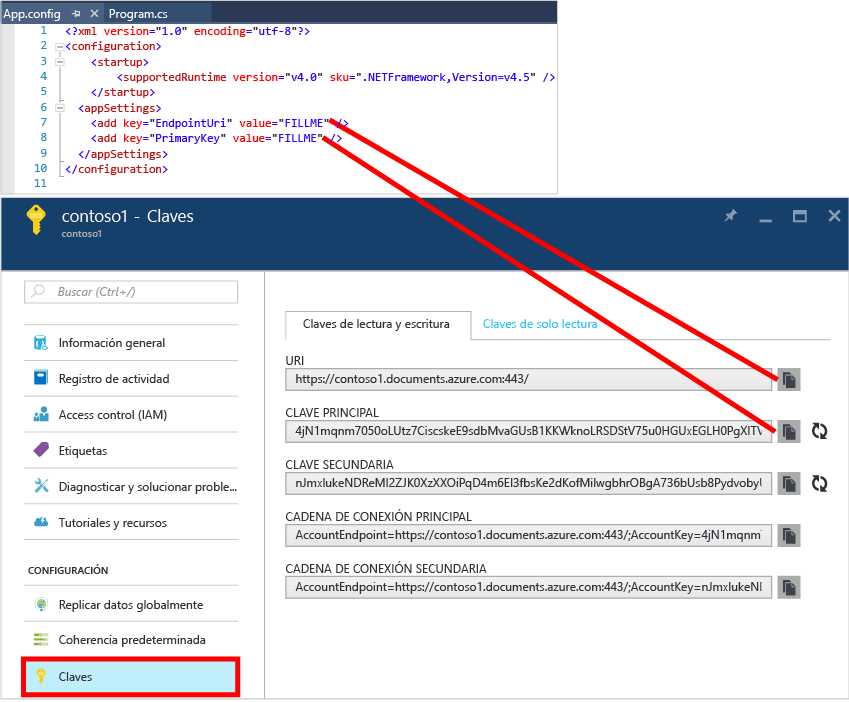 App.config Program.cs
1 <?xml version="1.0" encoding="utf-8"?>
2 <configuration>
3 <startup>
4 <supportedRuntime version="v4.0" sku=".NETFramework,Version=v4.5" />
5 </startup>
6 <appSettings>
7 <add key="EndpointUri" value="FILLME" />
8 <add key="PrimaryKey" value="FILLME" />
9 </appSettings>
10 </configuration>
11
contoso1 - Claves
contoso1
Buscar (Ctrl+/)
Información general
Registro de actividad
Access control (IAM)
Etiquetas
Diagnosticar y solucionar proble...
Tutoriales y recursos
CONFIGURACIÓN
Replicar datos globalmente
Coherencia predeterminada
Claves
Claves de lectura y escritura Claves de solo lectura
URI
https://contoso1.documents.azure.com:443/
CLAVE PRINCIPAL
4jN1mqnm7050oLUtz7CiscskeE9sdbMvaGUsB1KKWknoLRSDStV75u0HGUxEGLH0PgXITV
CLAVE SECUNDARIA
nJmxlukeNDReMI2ZJK0XzXXOiPqD4m6El3fbsKe2dKofMilwgbhrOBgA736bUsb8PydvobyU
CADENA DE CONEXIÓN PRINCIPAL
AccountEndpoint=https://contoso1.documents.azure.com:443/;AccountKey=4jN1mqnm
CADENA DE CONEXIÓN SECUNDARIA
AccountEndpoint=https://contoso1.documents.azure.com:443/;AccountKey=nJmxlukeNI